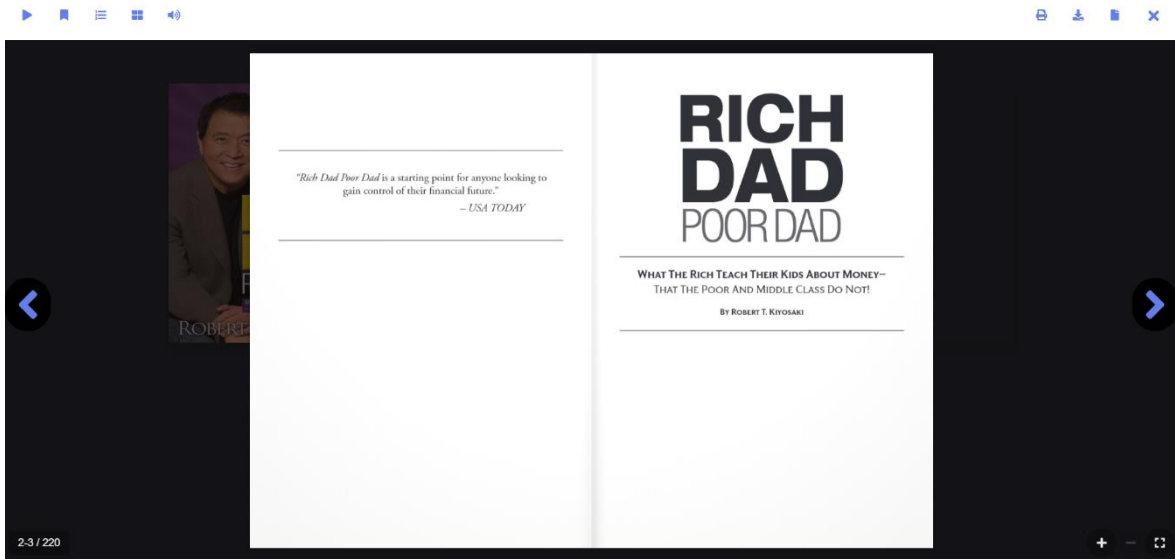 "Rich Dad Poor Dad is a starting point for anyone looking to
gain control of their financial future."
– USA TODAY
RICH
DAD
POOR DAD
WHAT THE RICH TEACH THEIR KIDS ABOUT MONEY–
THAT THE POOR AND MIDDLE CLASS DO NOT!
BY ROBERT T. KIYOSAKI
ROBERT
2-3 / 220